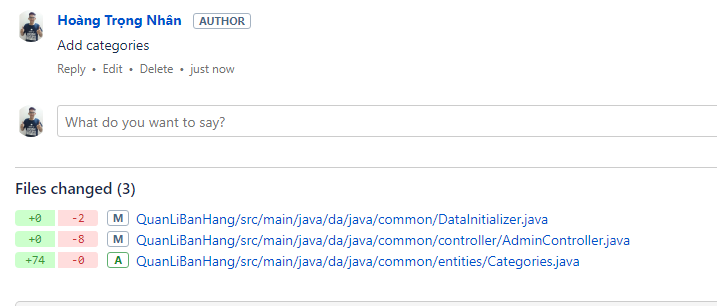 Hoàng Trọng Nhân AUTHOR
Add categories
Reply • Edit • Delete • just now
What do you want to say?
Files changed (3)
+0 -2 M QuanLiBanHang/src/main/java/da/java/common/DataInitializer.java
+0 -8 M QuanLiBanHang/src/main/java/da/java/common/controller/AdminController.java
+74 -0 A QuanLiBanHang/src/main/java/da/java/common/entities/Categories.java